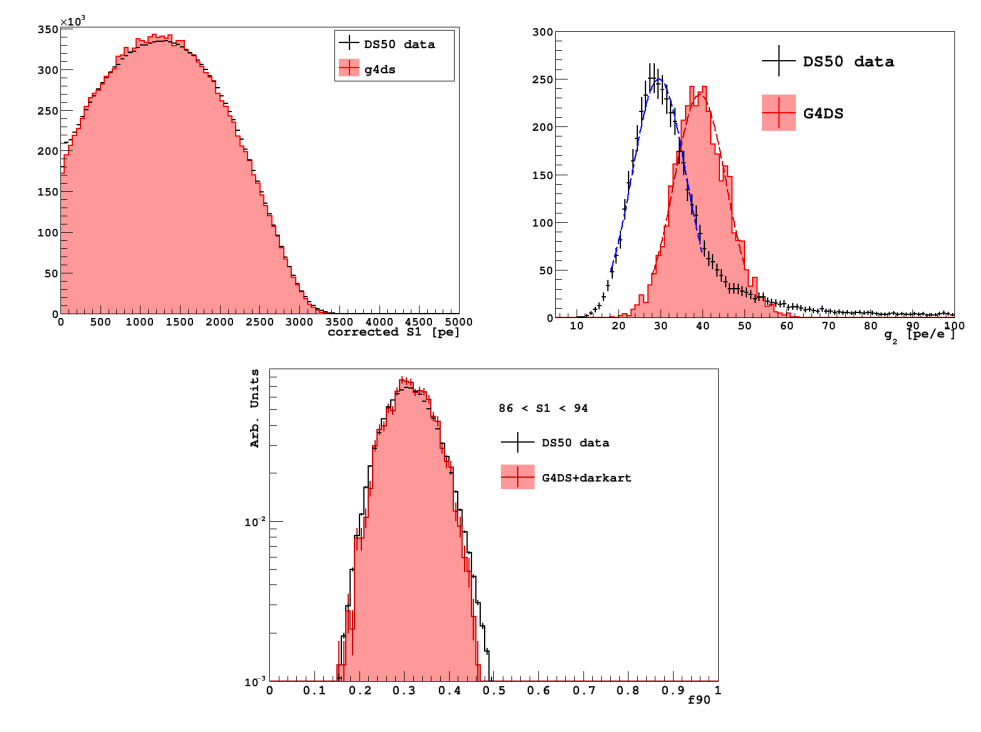 ×10³
350
300
250
200
150
100
50
0
0 500 1000 1500 2000 2500 3000 3500 4000 4500 5000
corrected S1 [pe]
DS50 data
g4ds
300
250
200
150
100
50
0
10 20 30 40 50 60 70 80 90 100
g₂ [pe/e⁻]
DS50 data
G4DS
Arb. Units
10⁻²
10⁻³
0 0.1 0.2 0.3 0.4 0.5 0.6 0.7 0.8 0.9 1
f90
86 < S1 < 94
DS50 data
G4DS+darkart